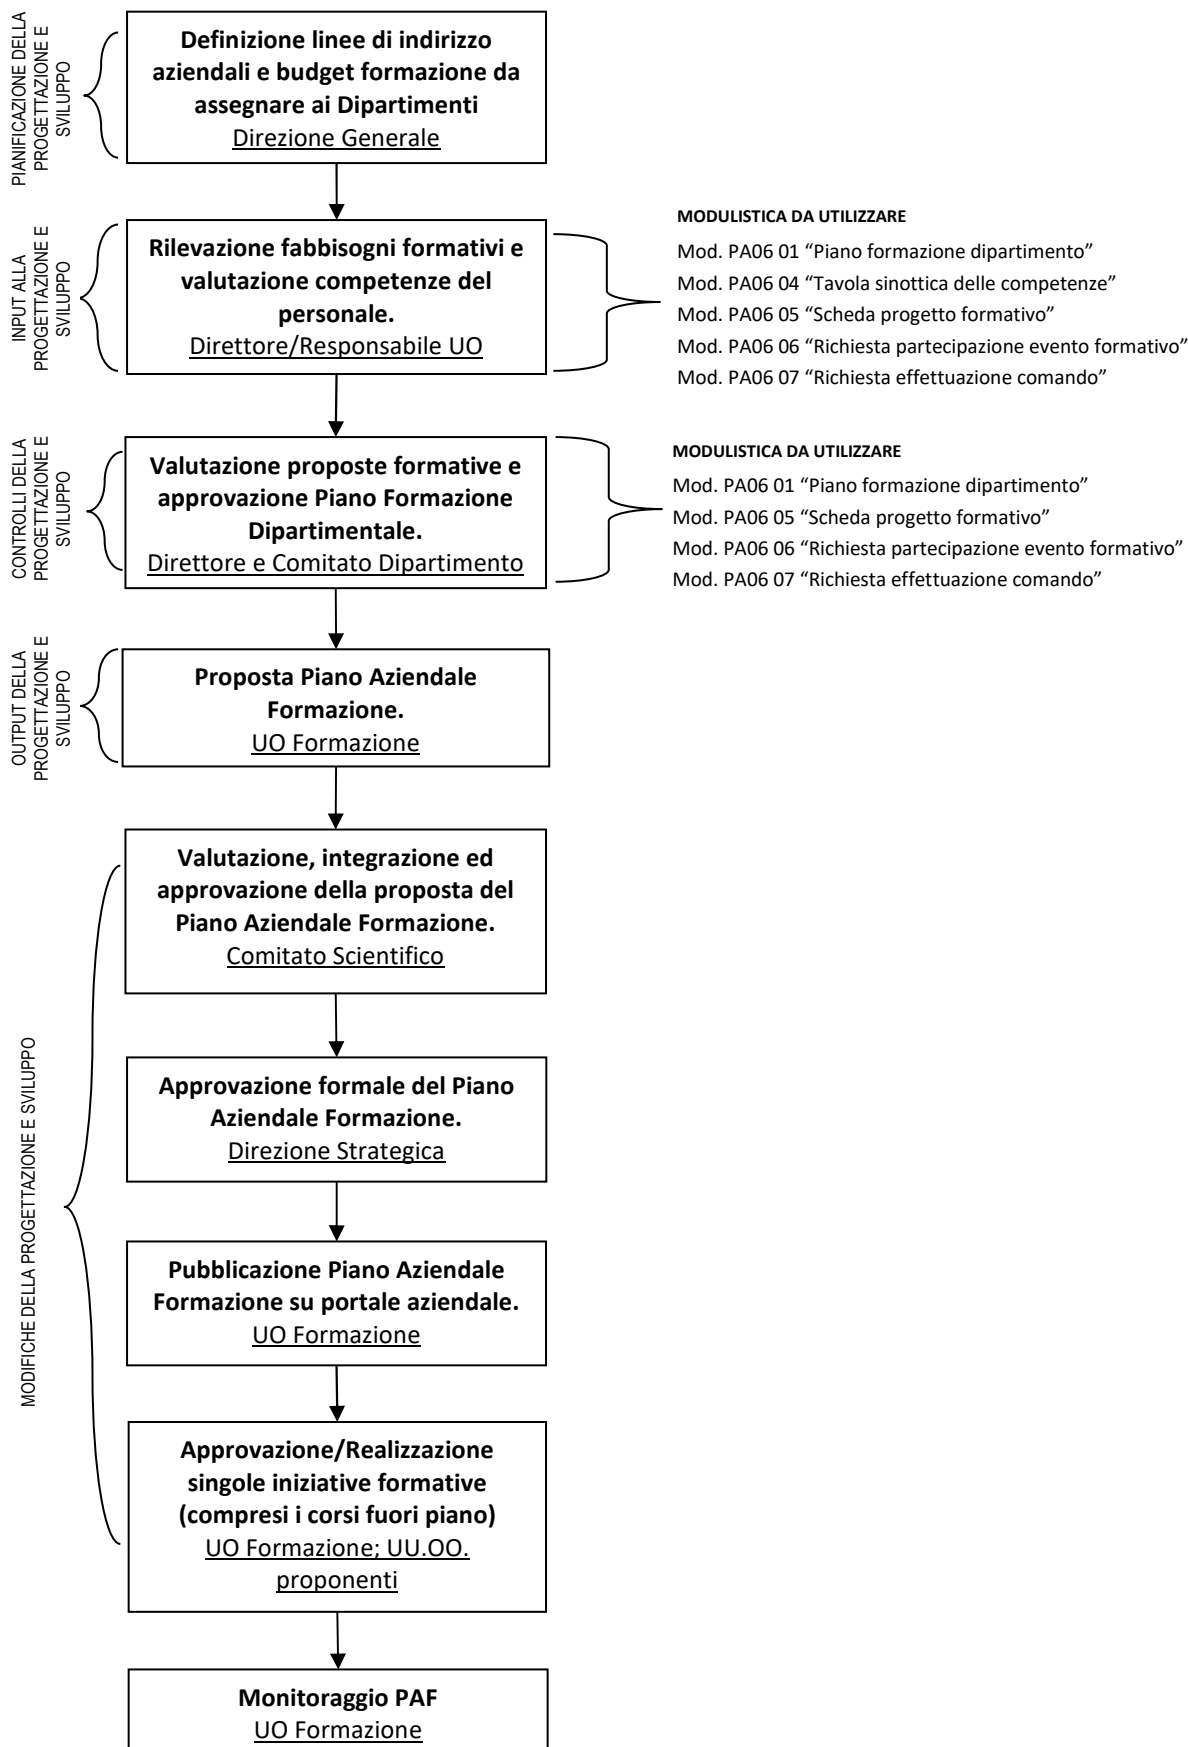 PIANIFICAZIONE DELLA
PROGETTAZIONE E
SVILUPPO
Definizione linee di indirizzo
aziendali e budget formazione da
assegnare ai Dipartimenti
Direzione Generale
INPUT ALLA
PROGETTAZIONE E
SVILUPPO
Rilevazione fabbisogni formativi e
valutazione competenze del
personale.
Direttore/Responsabile UO
MODULISTICA DA UTILIZZARE
Mod. PA06 01 “Piano formazione dipartimento”
Mod. PA06 04 “Tavola sinottica delle competenze”
Mod. PA06 05 “Scheda progetto formativo”
Mod. PA06 06 “Richiesta partecipazione evento formativo”
Mod. PA06 07 “Richiesta effettuazione comando”
CONTROLLI DELLA
PROGETTAZIONE E
SVILUPPO
Valutazione proposte formative e
approvazione Piano Formazione
Dipartimentale.
Direttore e Comitato Dipartimento
MODULISTICA DA UTILIZZARE
Mod. PA06 01 “Piano formazione dipartimento”
Mod. PA06 05 “Scheda progetto formativo”
Mod. PA06 06 “Richiesta partecipazione evento formativo”
Mod. PA06 07 “Richiesta effettuazione comando”
OUTPUT DELLA
PROGETTAZIONE E
SVILUPPO
Proposta Piano Aziendale
Formazione.
UO Formazione
MODIFICHE DELLA PROGETTAZIONE E SVILUPPO
Valutazione, integrazione ed
approvazione della proposta del
Piano Aziendale Formazione.
Comitato Scientifico
Approvazione formale del Piano
Aziendale Formazione.
Direzione Strategica
Pubblicazione Piano Aziendale
Formazione su portale aziendale.
UO Formazione
Approvazione/Realizzazione
singole iniziative formative
(compresi i corsi fuori piano)
UO Formazione; UU.OO.
proponenti
Monitoraggio PAF
UO Formazione